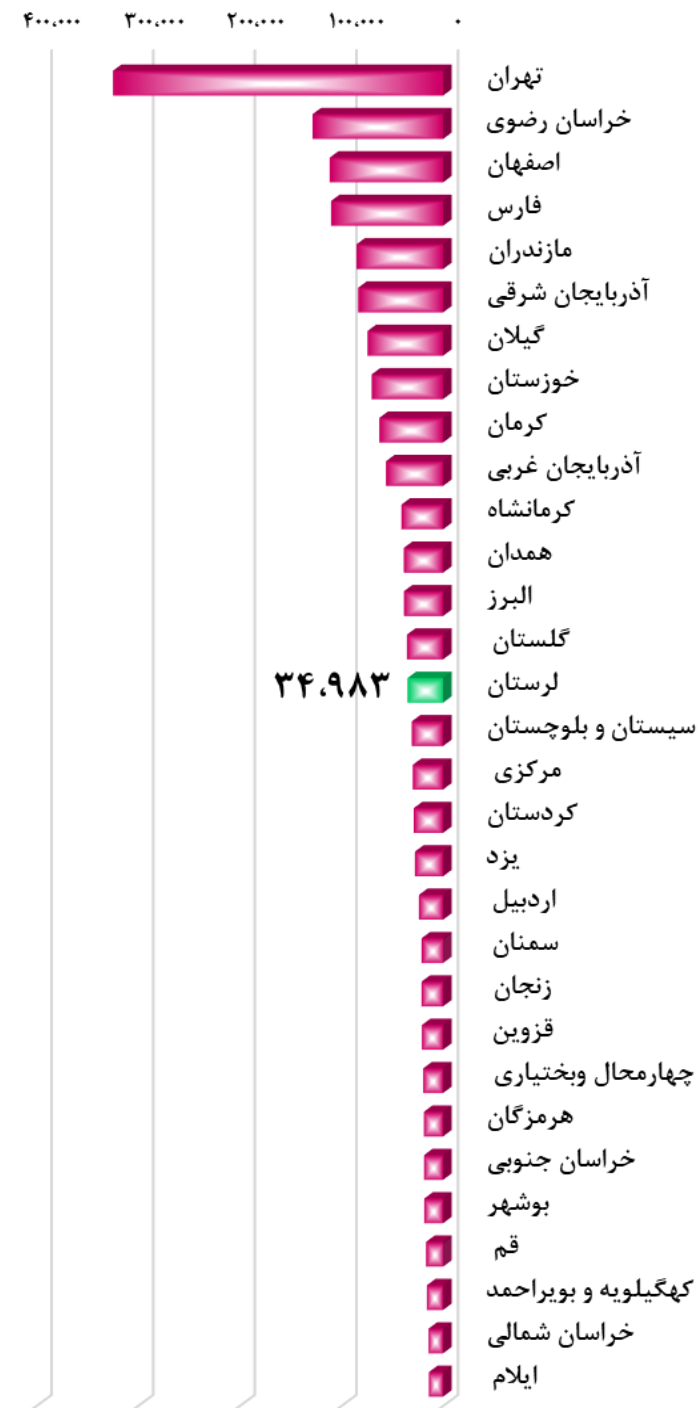 ۴۰۰،۰۰۰ ۳۰۰،۰۰۰ ۲۰۰،۰۰۰ ۱۰۰،۰۰۰ ۰
تهران
خراسان رضوی
اصفهان
فارس
مازندران
آذربایجان شرقی
گیلان
خوزستان
کرمان
آذربایجان غربی
کرمانشاه
همدان
البرز
گلستان
لرستان ۳۴،۹۸۳
سیستان و بلوچستان
مرکزی
کردستان
یزد
اردبیل
سمنان
زنجان
قزوین
چهارمحال وبختیاری
هرمزگان
خراسان جنوبی
بوشهر
قم
کهگیلویه و بویراحمد
خراسان شمالی
ایلام